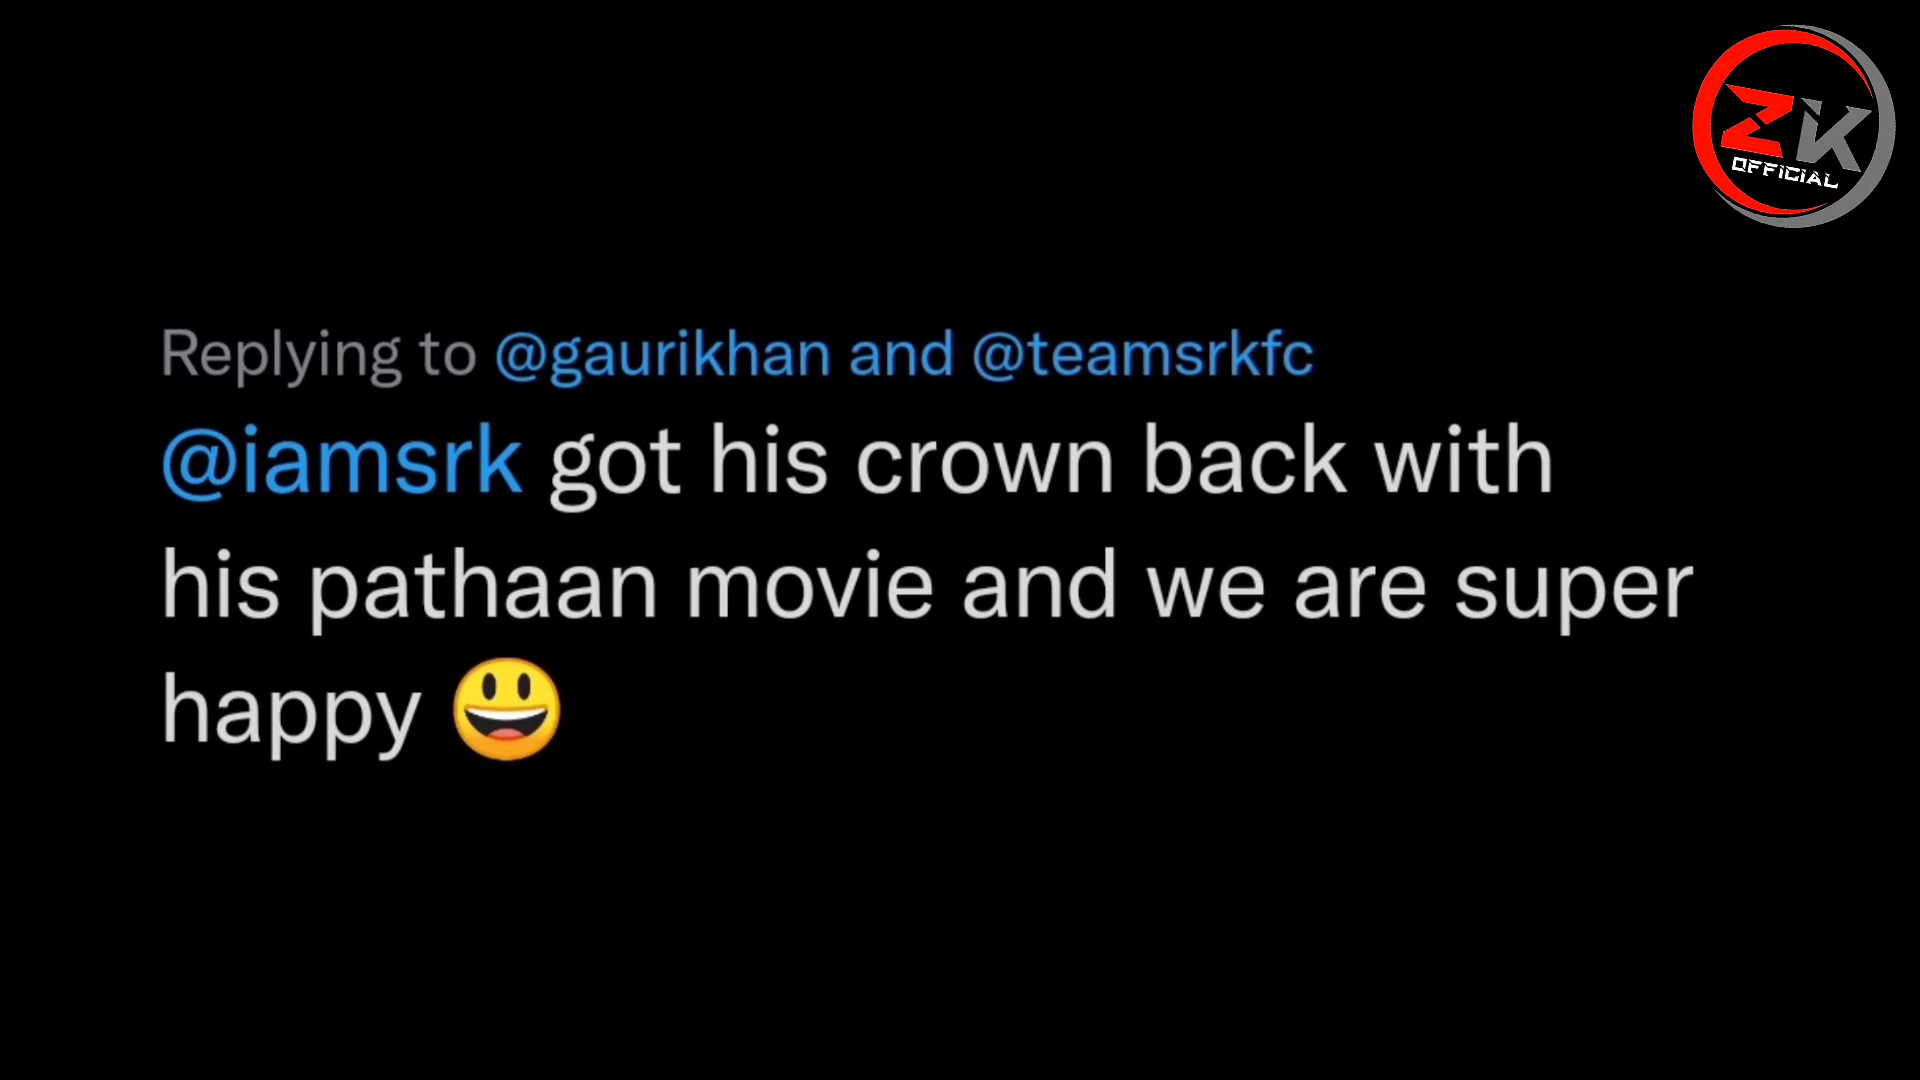 ZK
OFFICIAL
Replying to @gaurikhan and @teamsrkfc
@iamsrk got his crown back with
his pathaan movie and we are super
happy 😃